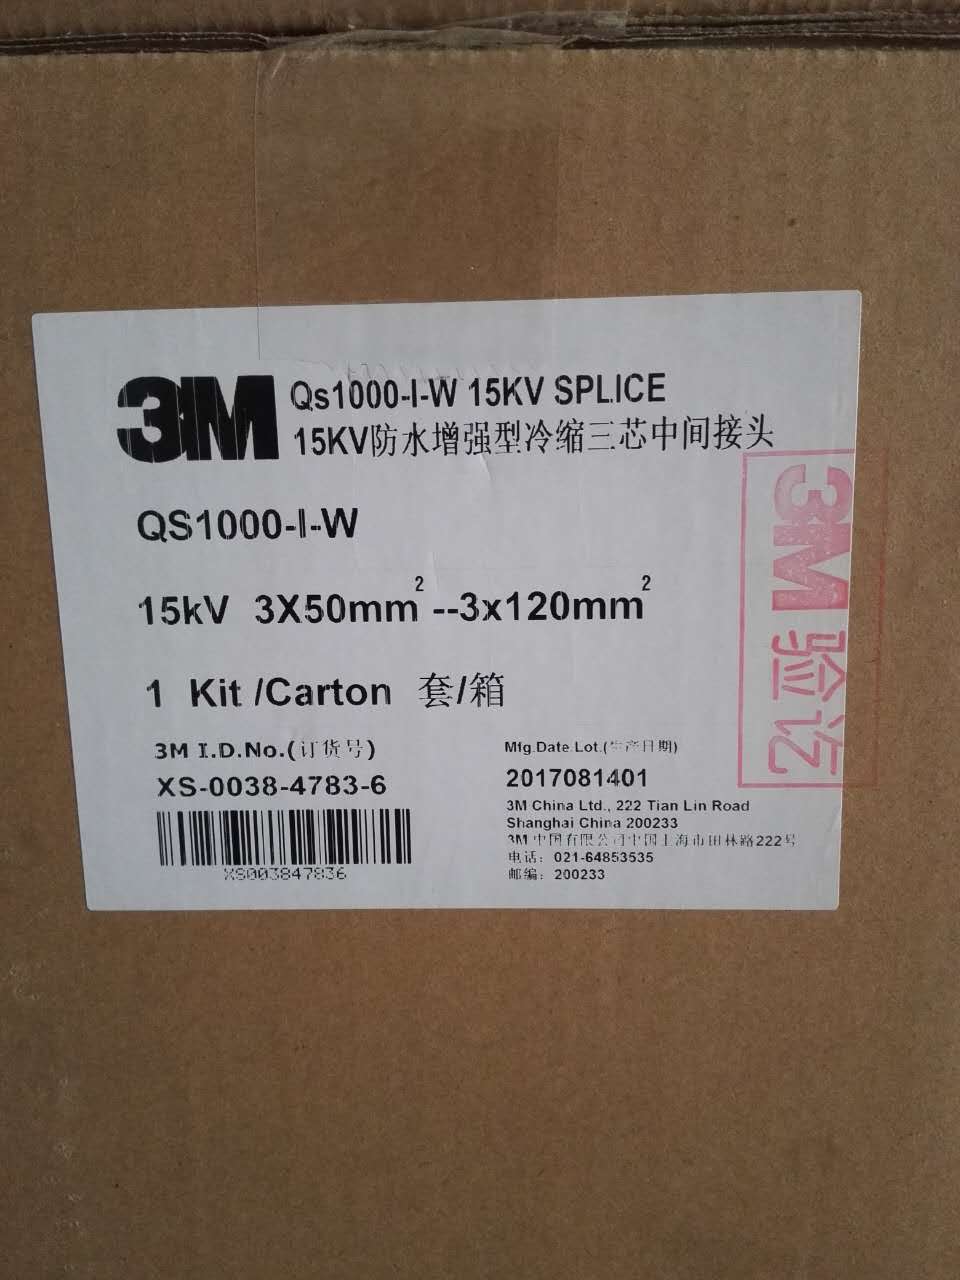 3M
Qs1000-I-W 15KV SPLICE
15KV防水增强型冷缩三芯中间接头
QS1000-I-W
15kV 3X50mm² --3x120mm²
1 Kit /Carton 套/箱
3M I.D.No.(订货号)
XS-0038-4783-6
XS003847836
Mfg.Date.Lot.(生产日期)
2017081401
3M China Ltd., 222 Tian Lin Road
Shanghai China 200233
3M 中国有限公司中国上海市田林路222号
电话: 021-64853535
邮编: 200233
3M 验讫